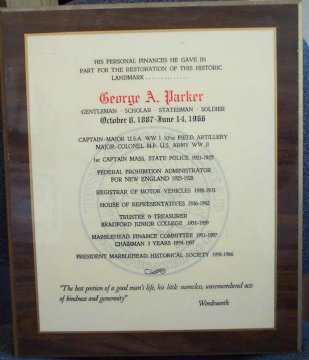 HIS PERSONAL FINANCES HE GAVE IN
PART FOR THE RESTORATION OF THIS HISTORIC
LANDMARK . . . . . . . . . . . . . .
George A. Parker
GENTLEMAN · SCHOLAR · STATESMAN · SOLDIER
October 8, 1887-June 14, 1966
CAPTAIN-MAJOR U.S.A. WW I 101st FIELD ARTILLERY
MAJOR-COLONEL M.P. U.S. ARMY WW II
1st CAPTAIN MASS. STATE POLICE 1921-1925
FEDERAL PROHIBITION ADMINISTRATOR
FOR NEW ENGLAND 1925-1928
REGISTRAR OF MOTOR VEHICLES 1928-1931
HOUSE OF REPRESENTATIVES 1936-1942
TRUSTEE & TREASURER
BRADFORD JUNIOR COLLEGE 1931-1959
MARBLEHEAD FINANCE COMMITTEE 1951-1957
CHAIRMAN 3 YEARS 1954-1957
PRESIDENT MARBLEHEAD HISTORICAL SOCIETY 1958-1966
"The best portion of a good man's life, his little nameless, unremembered acts
of kindness and generosity"
Wordsworth